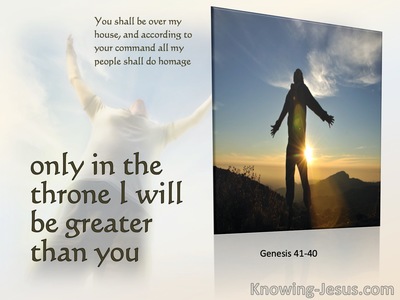 You shall be over my
house, and according to
your command all my
people shall do homage
only in the
throne I will
be greater
than you
Genesis 41-40
Knowing-Jesus.com